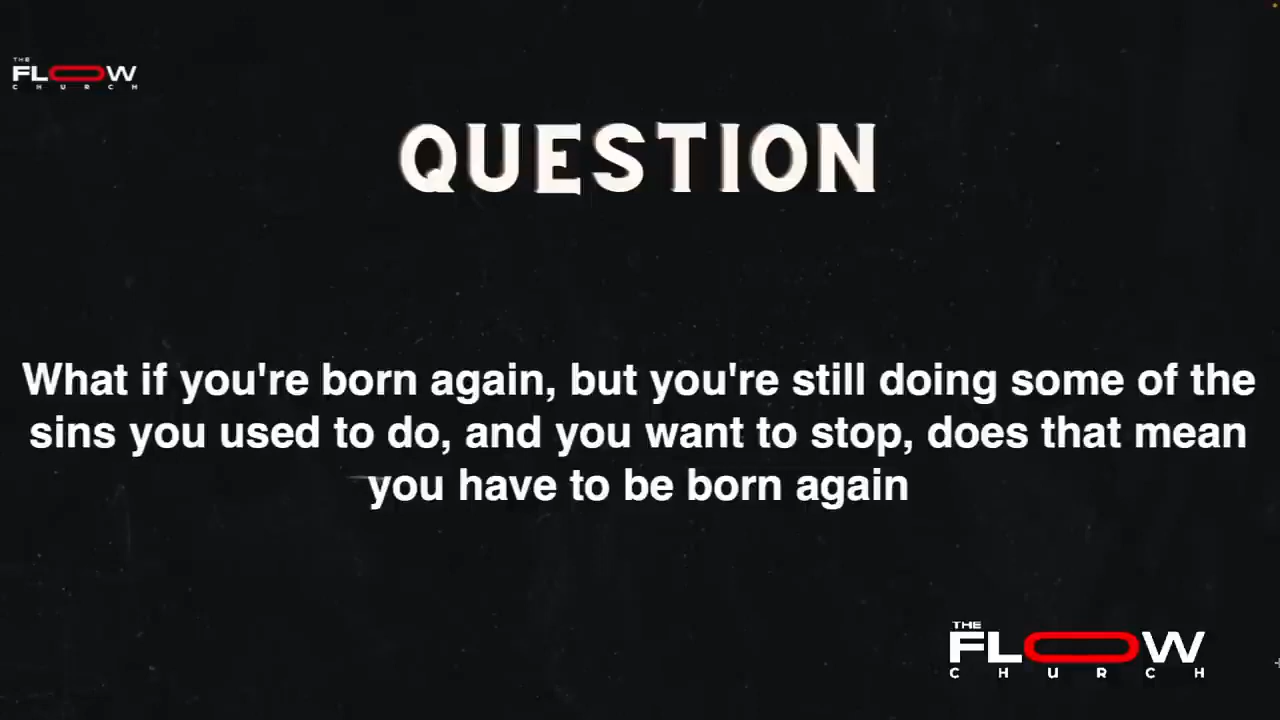 THE
FLOW
CHURCH
QUESTION
What if you're born again, but you're still doing some of the
sins you used to do, and you want to stop, does that mean
you have to be born again
THE
FLOW
CHURCH